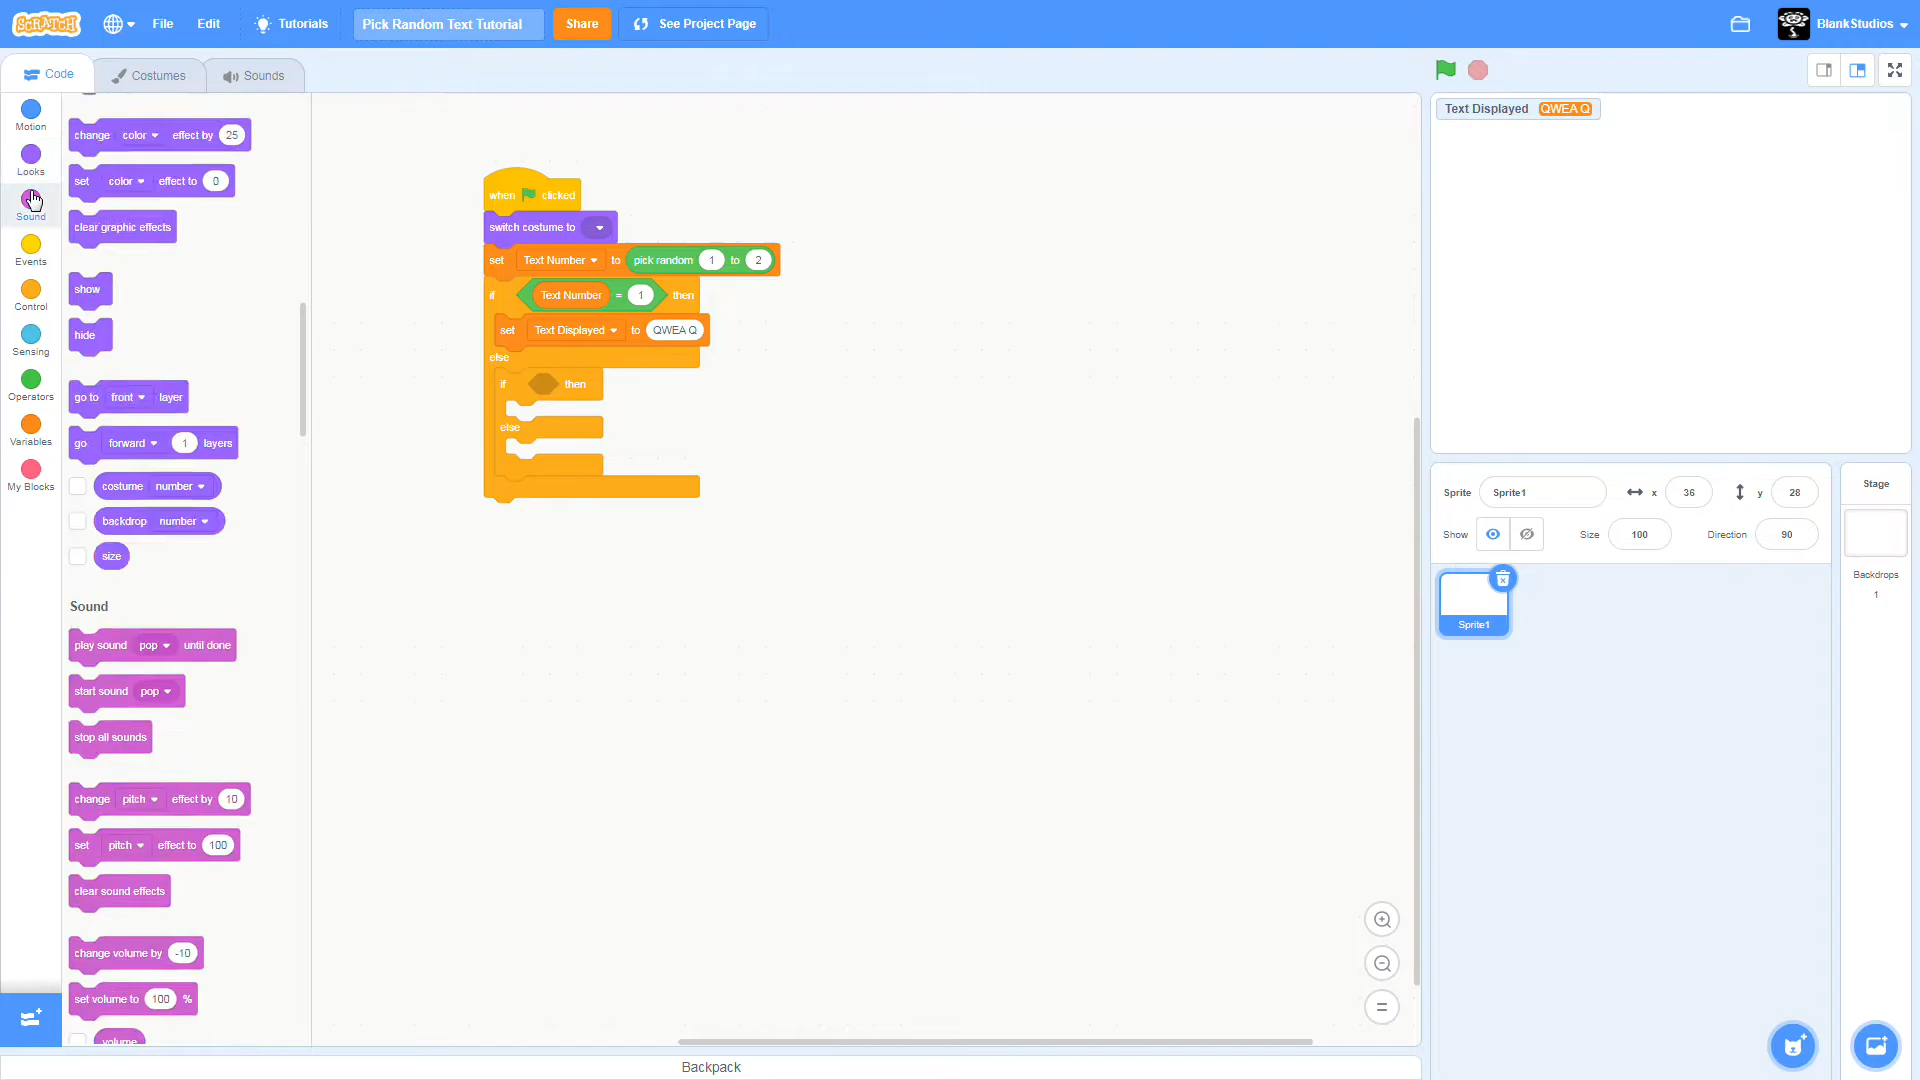 SCRATCH File Edit Tutorials Pick Random Text Tutorial Share See Project Page BlankStudios
Code Costumes Sounds
Motion
Looks
Sound
Events
Control
Sensing
Operators
Variables
My Blocks
change color effect by 25
set color effect to 0
clear graphic effects
show
hide
go to front layer
go forward 1 layers
costume number
backdrop number
size
Sound
play sound pop until done
start sound pop
stop all sounds
change pitch effect by 10
set pitch effect to 100
clear sound effects
change volume by -10
set volume to 100 %
volume
when clicked
switch costume to
set Text Number to pick random 1 to 2
if Text Number = 1 then
set Text Displayed to QWEA Q
else
if then
else
Text Displayed QWEA Q
Sprite Sprite1 x 36 y 28
Show Size 100 Direction 90
Sprite1
Stage
Backdrops
1
Backpack